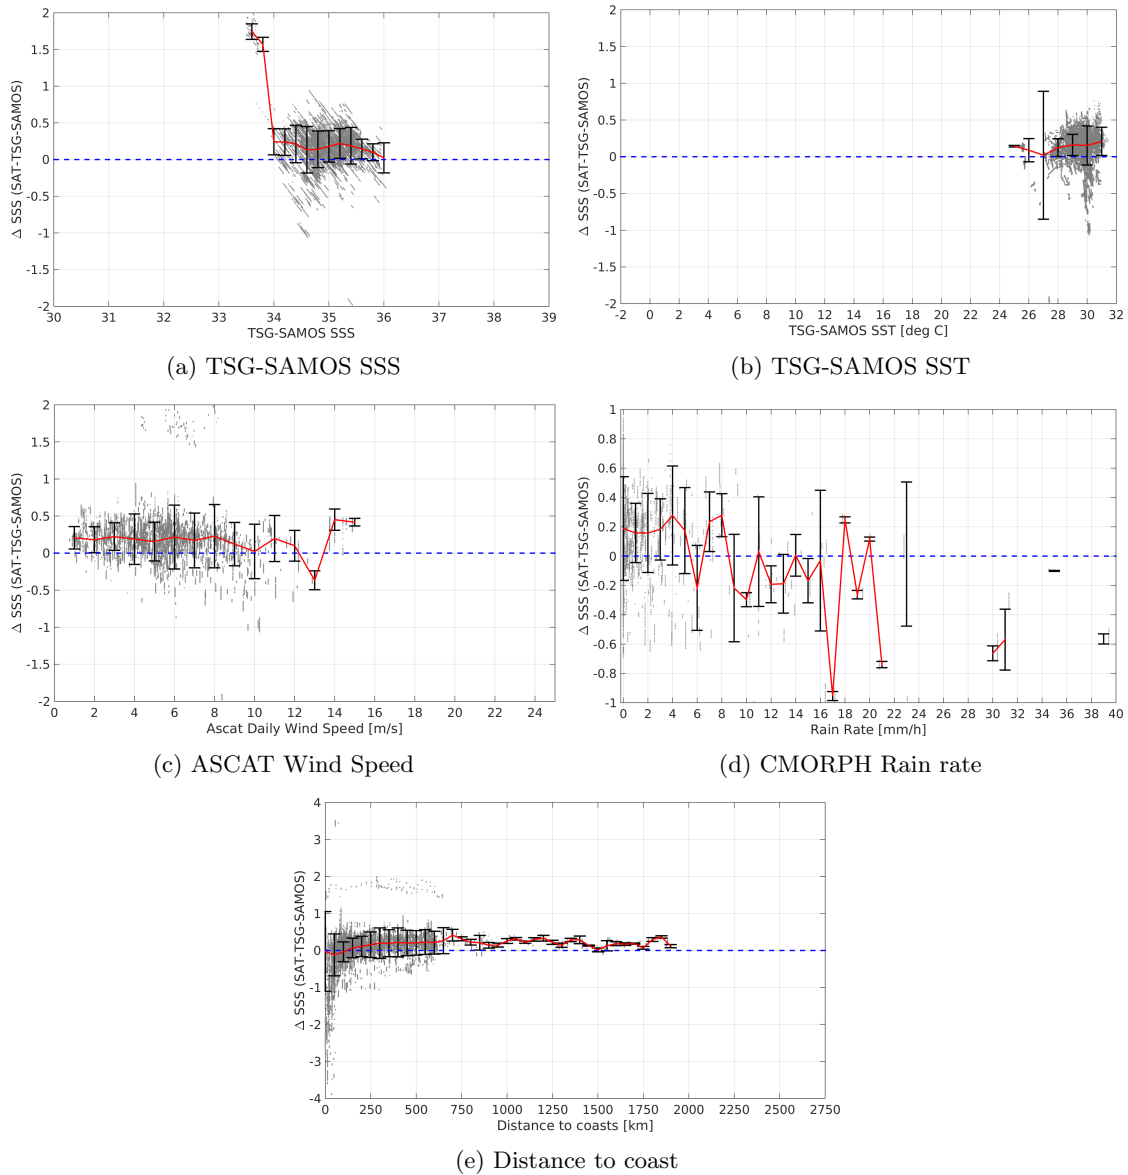 2
1.5
1
0.5
0
-0.5
-1
-1.5
-2
Δ SSS (SAT-TSG-SAMOS)
30 31 32 33 34 35 36 37 38 39
TSG-SAMOS SSS
(a) TSG-SAMOS SSS
2
1.5
1
0.5
0
-0.5
-1
-1.5
-2
Δ SSS (SAT-TSG-SAMOS)
-2 0 2 4 6 8 10 12 14 16 18 20 22 24 26 28 30 32
TSG-SAMOS SST [deg C]
(b) TSG-SAMOS SST
2
1.5
1
0.5
0
-0.5
-1
-1.5
-2
Δ SSS (SAT-TSG-SAMOS)
0 2 4 6 8 10 12 14 16 18 20 22 24
Ascat Daily Wind Speed [m/s]
(c) ASCAT Wind Speed
1
0.8
0.6
0.4
0.2
0
-0.2
-0.4
-0.6
-0.8
-1
Δ SSS (SAT-TSG-SAMOS)
0 2 4 6 8 10 12 14 16 18 20 22 24 26 28 30 32 34 36 38 40
Rain Rate [mm/h]
(d) CMORPH Rain rate
4
3
2
1
0
-1
-2
-3
-4
Δ SSS (SAT-TSG-SAMOS)
0 250 500 750 1000 1250 1500 1750 2000 2250 2500 2750
Distance to coasts [km]
(e) Distance to coast